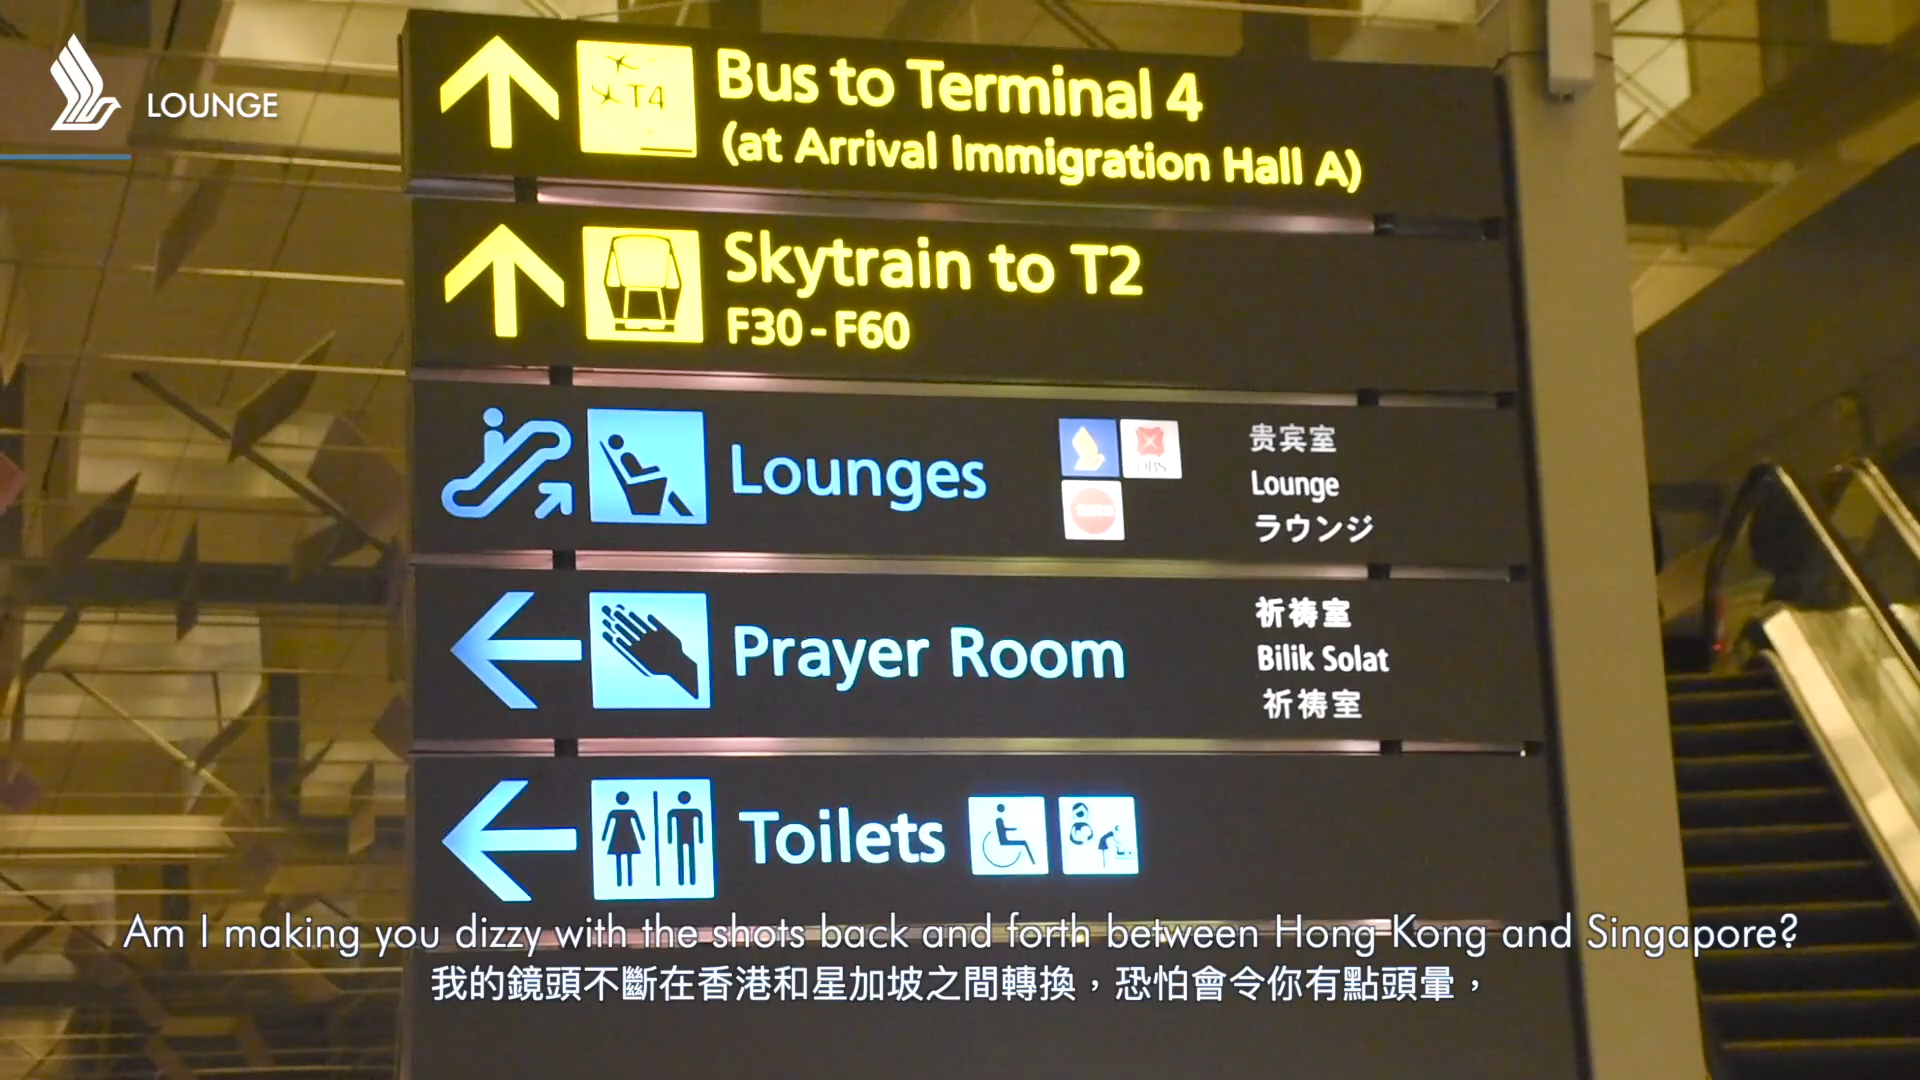 LOUNGE
T4
Bus to Terminal 4
(at Arrival Immigration Hall A)
Skytrain to T2
F30 - F60
Lounges
DBS
贵宾室
Lounge
ラウンジ
Prayer Room
祈祷室
Bilik Solat
祈祷室
Toilets
Am I making you dizzy with the shots back and forth between Hong Kong and Singapore?
我的鏡頭不斷在香港和星加坡之間轉換，恐怕會令你有點頭暈，